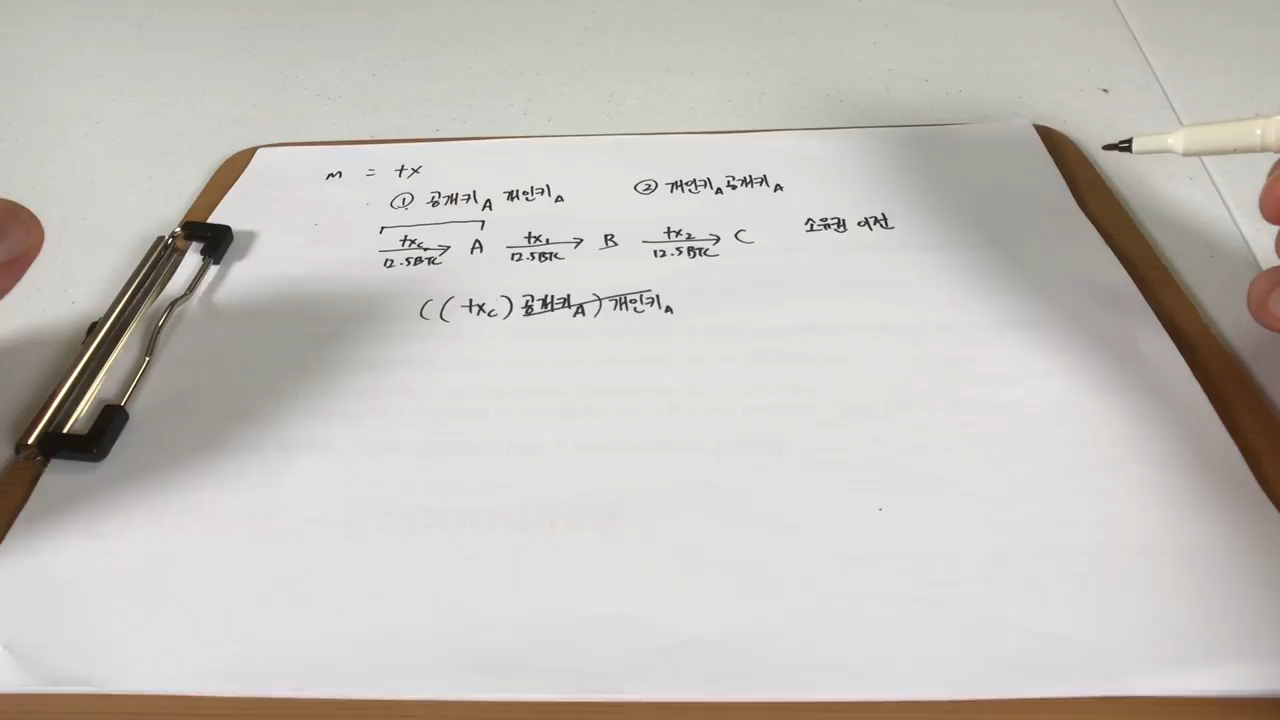 m = tx
① 공개키A 개인키A ② 개인키A 공개키A
txc A tx1 B tx2 C 소유권 이전
12.5BTC 12.5BTC 12.5BTC
((txc) 공개키A) 개인키A